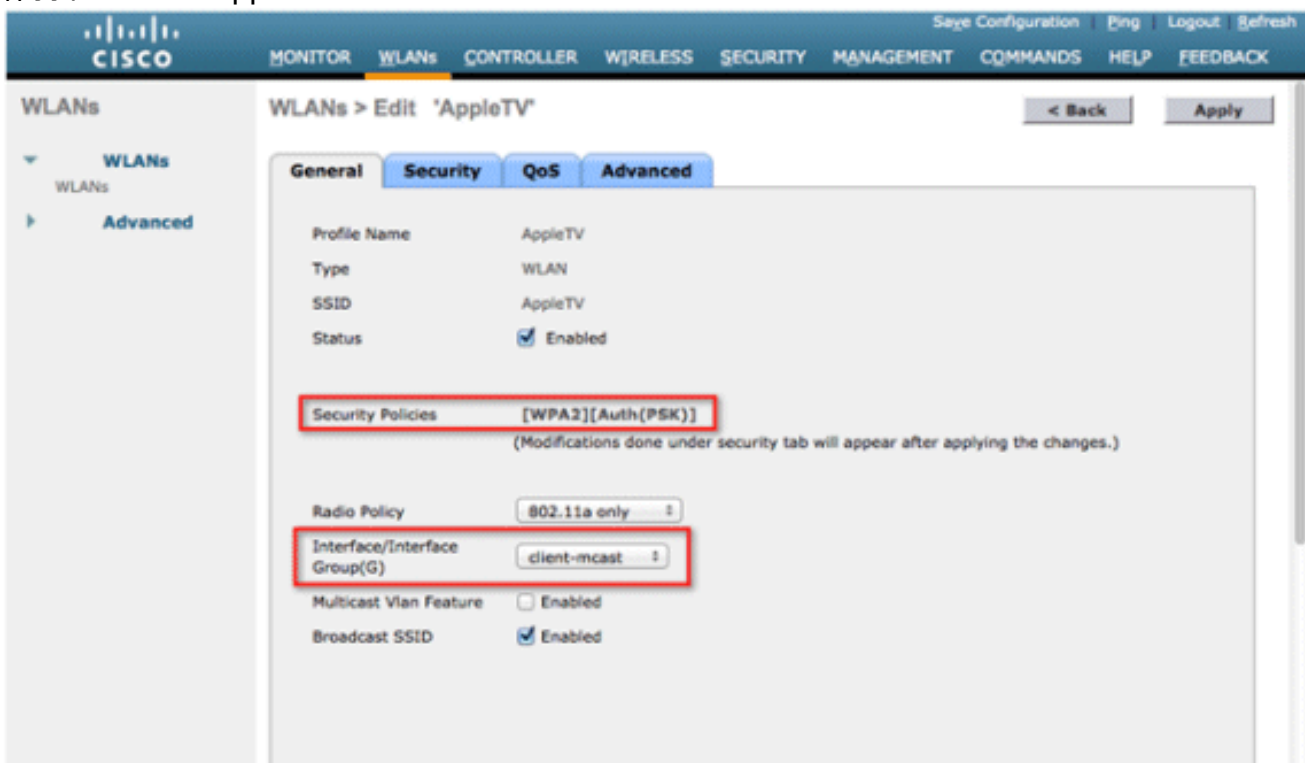 Save Configuration | Ping | Logout | Refresh
CISCO
MONITOR WLANs CONTROLLER WIRELESS SECURITY MANAGEMENT COMMANDS HELP FEEDBACK
WLANs
WLANs > Edit 'AppleTV'
< Back
Apply
WLANs
WLANs
Advanced
General Security QoS Advanced
Profile Name AppleTV
Type WLAN
SSID AppleTV
Status Enabled
Security Policies [WPA2][Auth(PSK)]
(Modifications done under security tab will appear after applying the changes.)
Radio Policy 802.11a only
Interface/Interface Group(G) client-mcast
Multicast Vlan Feature Enabled
Broadcast SSID Enabled